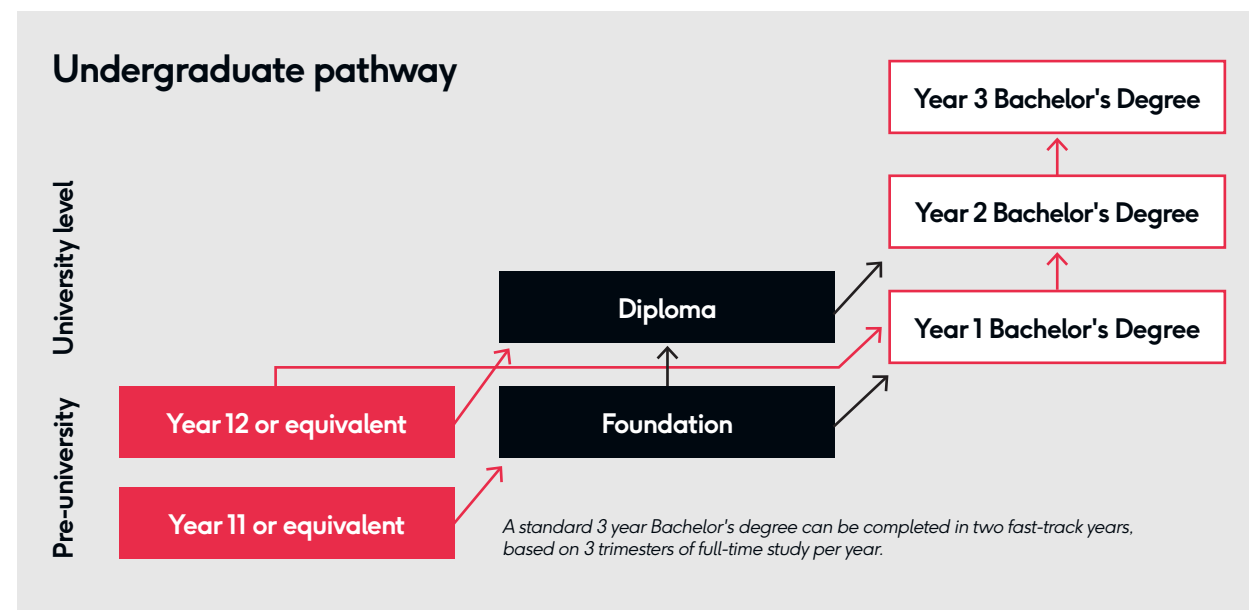 Undergraduate pathway
Year 3 Bachelor's Degree
University level
Year 2 Bachelor's Degree
Diploma
Year 1 Bachelor's Degree
Pre-university
Year 12 or equivalent
Foundation
Year 11 or equivalent
A standard 3 year Bachelor's degree can be completed in two fast-track years,
based on 3 trimesters of full-time study per year.